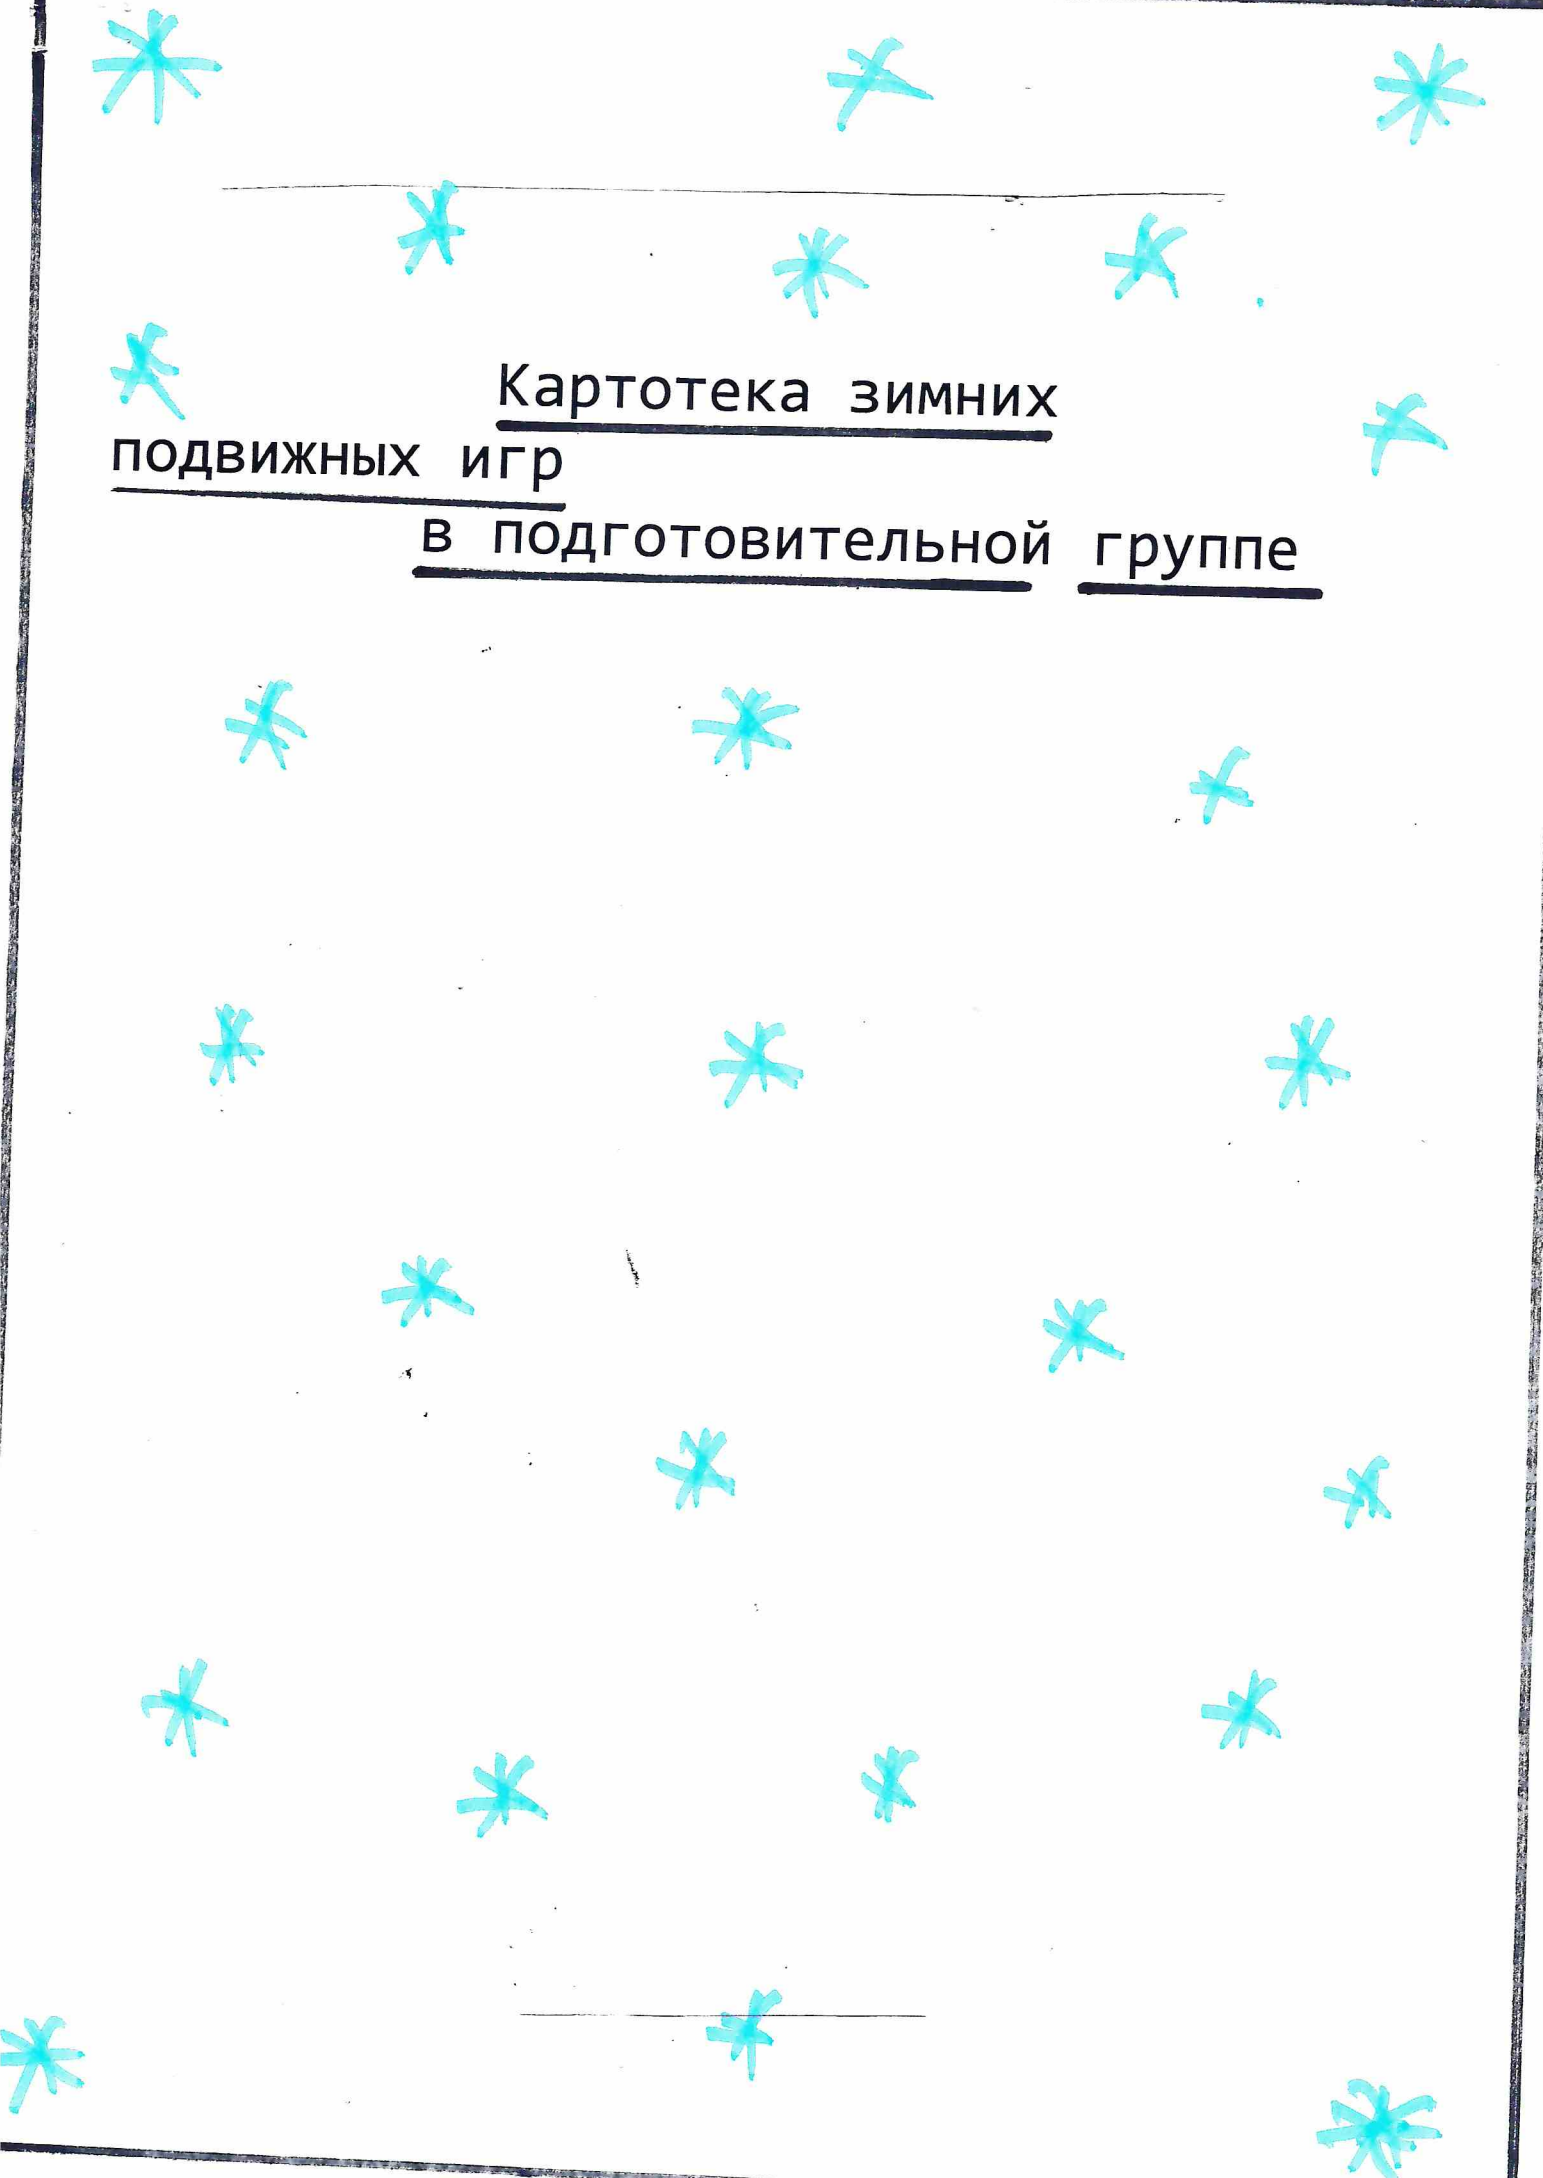 Картотека зимних
подвижных игр
в подготовительной группе